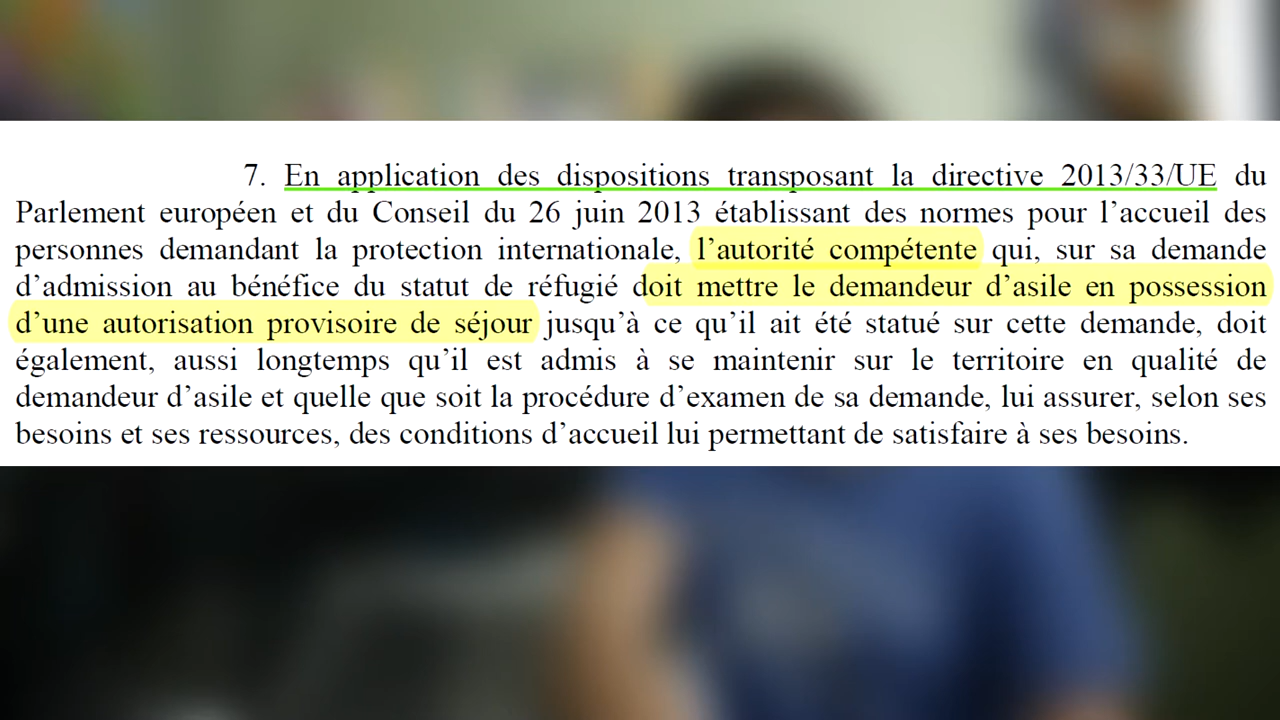 7. En application des dispositions transposant la directive 2013/33/UE du
Parlement européen et du Conseil du 26 juin 2013 établissant des normes pour l’accueil des
personnes demandant la protection internationale, l’autorité compétente qui, sur sa demande
d’admission au bénéfice du statut de réfugié doit mettre le demandeur d’asile en possession
d’une autorisation provisoire de séjour jusqu’à ce qu’il ait été statué sur cette demande, doit
également, aussi longtemps qu’il est admis à se maintenir sur le territoire en qualité de
demandeur d’asile et quelle que soit la procédure d’examen de sa demande, lui assurer, selon ses
besoins et ses ressources, des conditions d’accueil lui permettant de satisfaire à ses besoins.